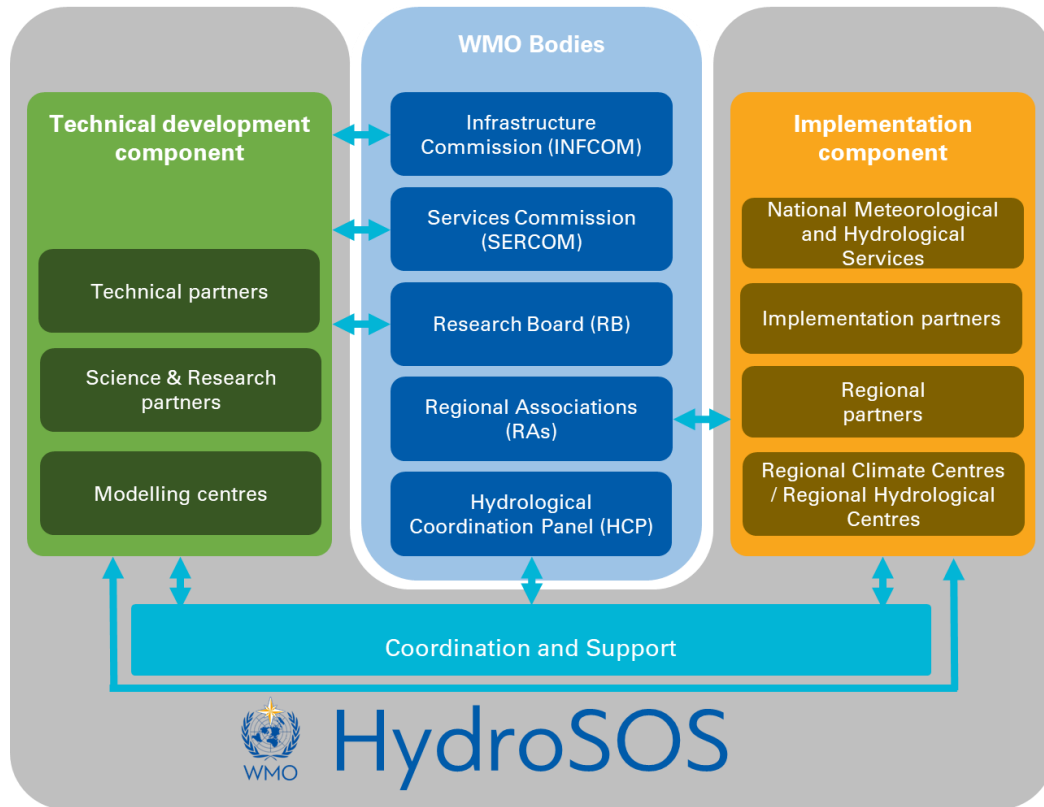 WMO Bodies
Technical development
component
Technical partners
Science & Research
partners
Modelling centres
Infrastructure
Commission (INFCOM)
Services Commission
(SERCOM)
Research Board (RB)
Regional Associations
(RAs)
Hydrological
Coordination Panel (HCP)
Implementation
component
National Meteorological
and Hydrological
Services
Implementation partners
Regional
partners
Regional Climate Centres
/ Regional Hydrological
Centres
Coordination and Support
WMO
HydroSOS